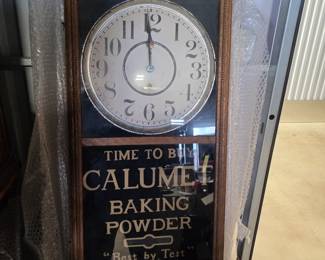 12
11 1
10 2
9 3
8 4
7 5
6
TIME TO BUY
CALUMET
BAKING
POWDER
"Best by Test"